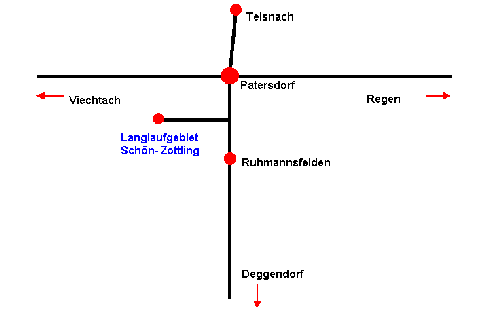 Teisnach
Patersdorf
Viechtach
Regen
Langlaufgebiet
Schön-Zottling
Ruhmannsfelden
Deggendorf